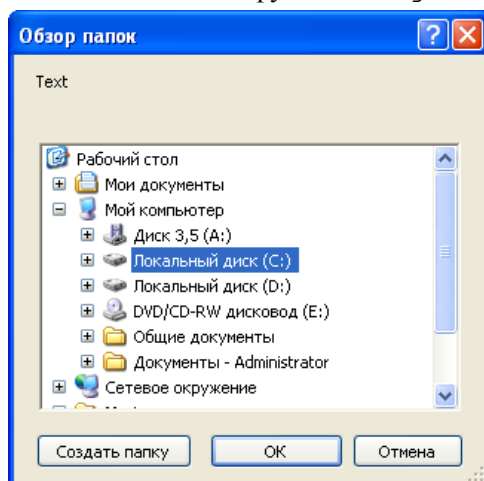 Обзор папок
Text
Рабочий стол
Мои документы
Мой компьютер
Диск 3,5 (A:)
Локальный диск (C:)
Локальный диск (D:)
DVD/CD-RW дисковод (E:)
Общие документы
Документы - Administrator
Сетевое окружение
Создать папку ОК Отмена